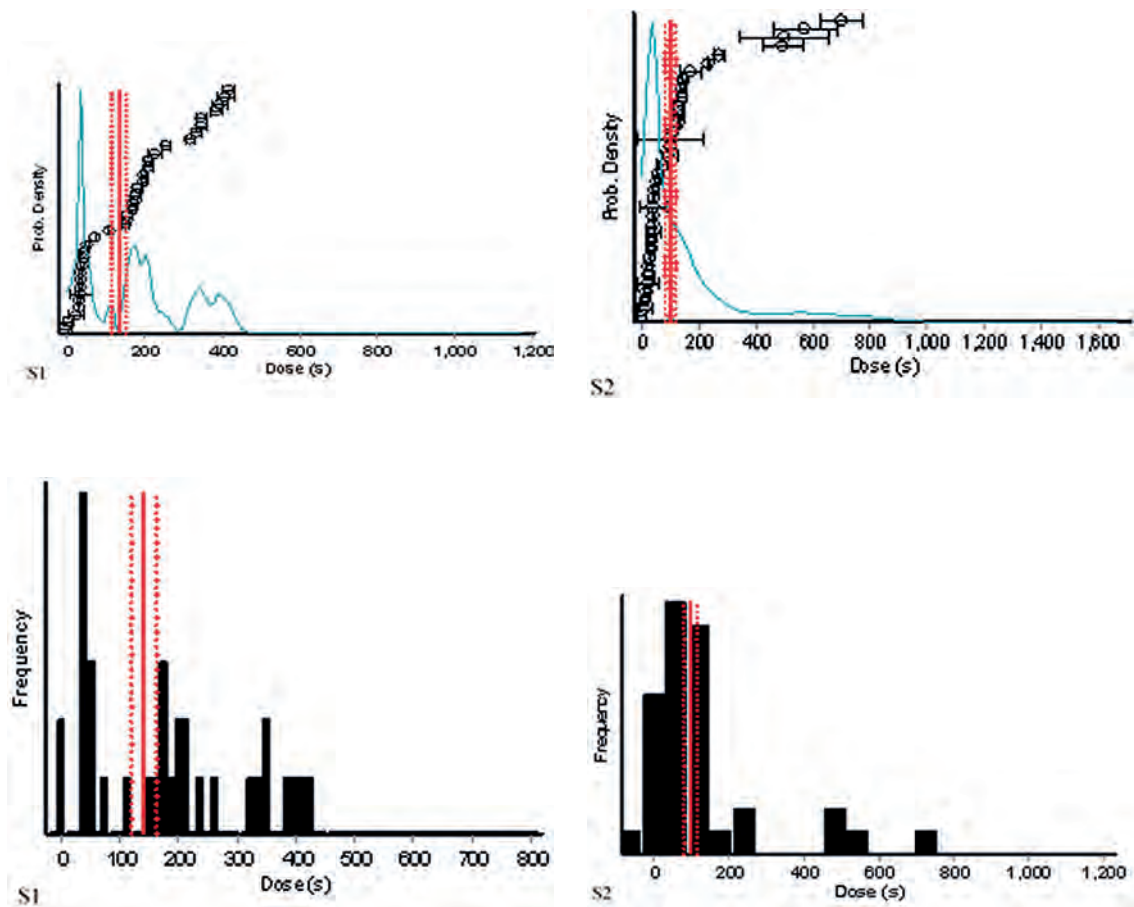 Prob. Density
0 200 400 600 800 1,000 1,200
Dose (s)
S1
Prob. Density
0 200 400 600 800 1,000 1,200 1,400 1,600
Dose (s)
S2
Frequency
0 100 200 300 400 500 600 700 800
Dose(s)
S1
Frequency
0 200 400 600 800 1,000 1,200
Dose (s)
S2